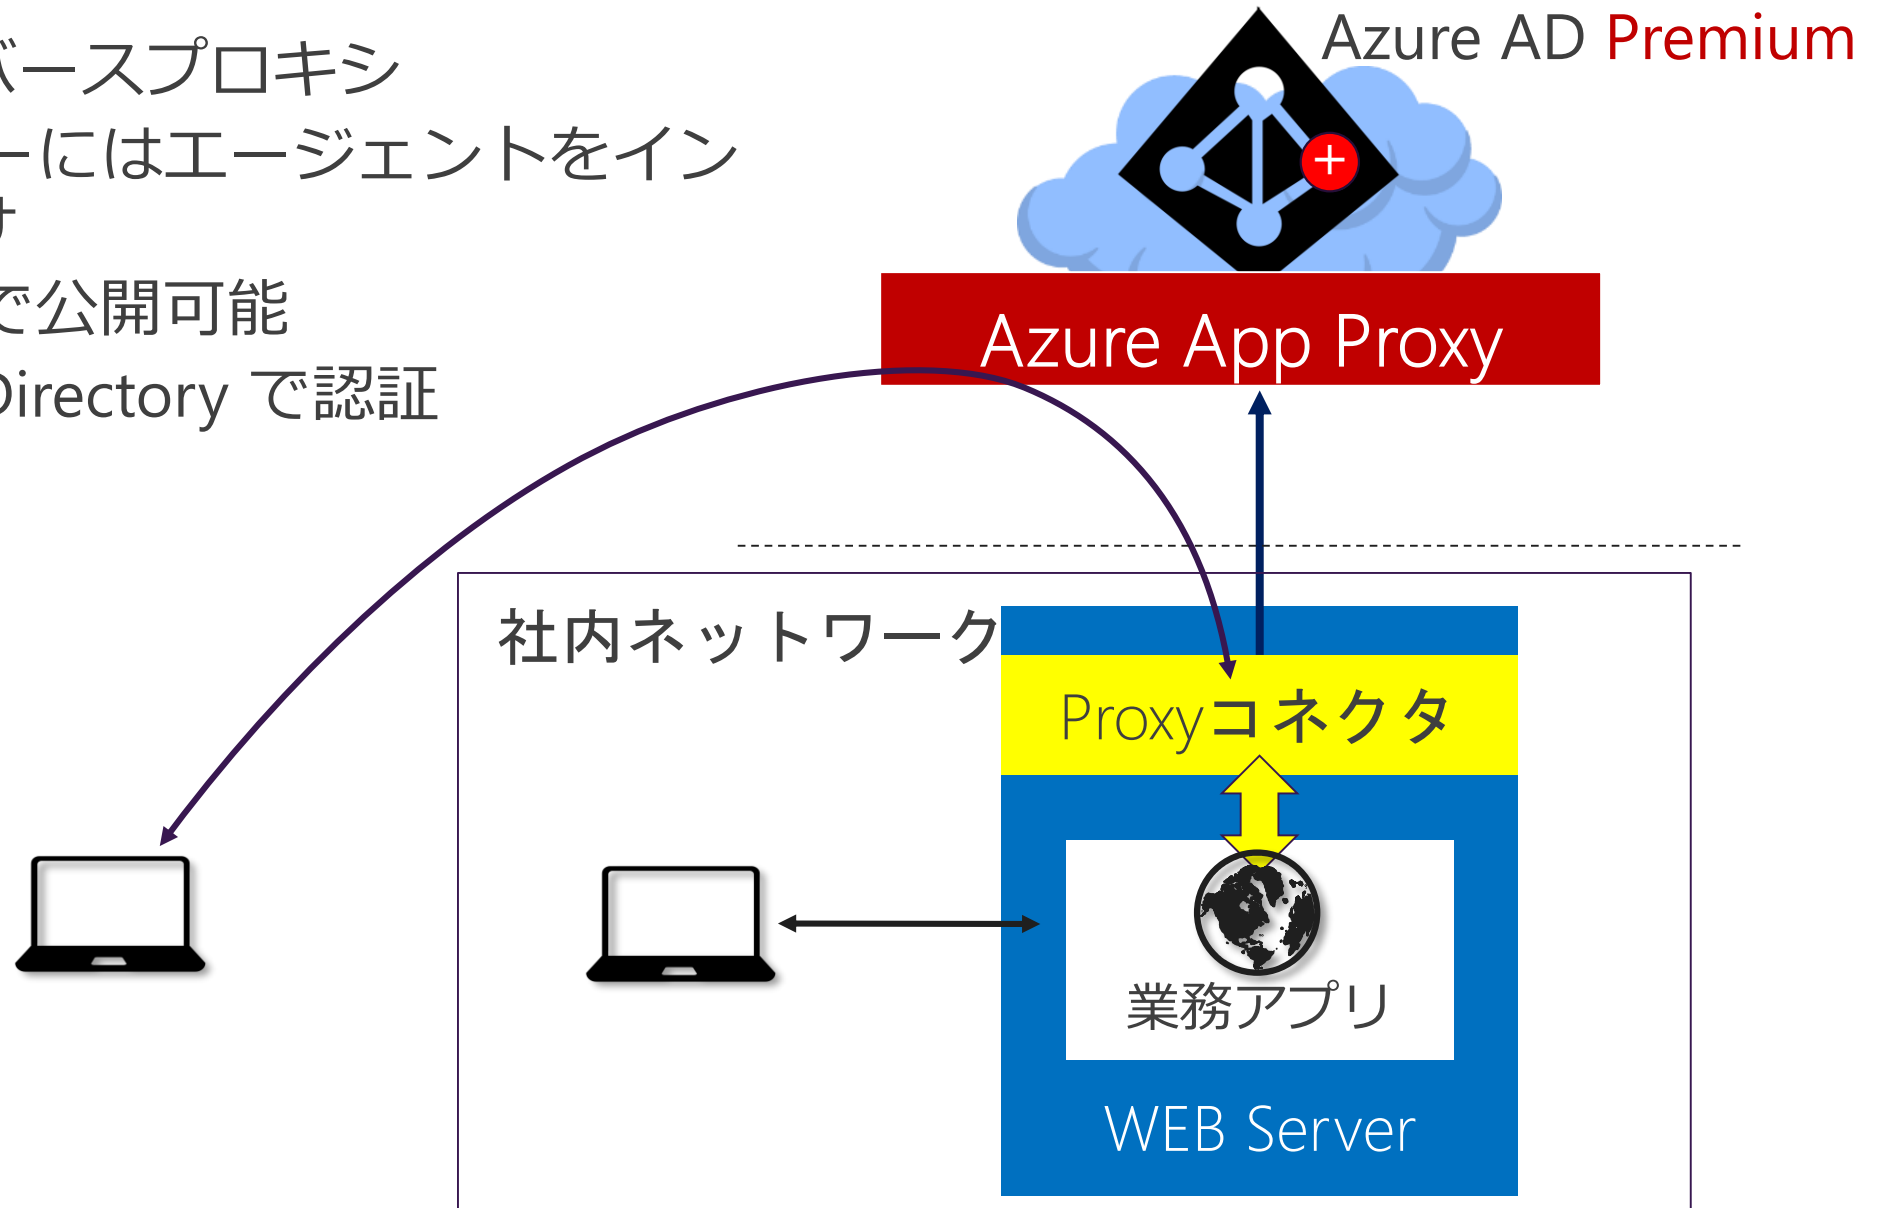 バースプロキシ
ーにはエージェントをイン
す
で公開可能
Directory で認証
Azure AD Premium
Azure App Proxy
社内ネットワーク
Proxyコネクタ
業務アプリ
WEB Server